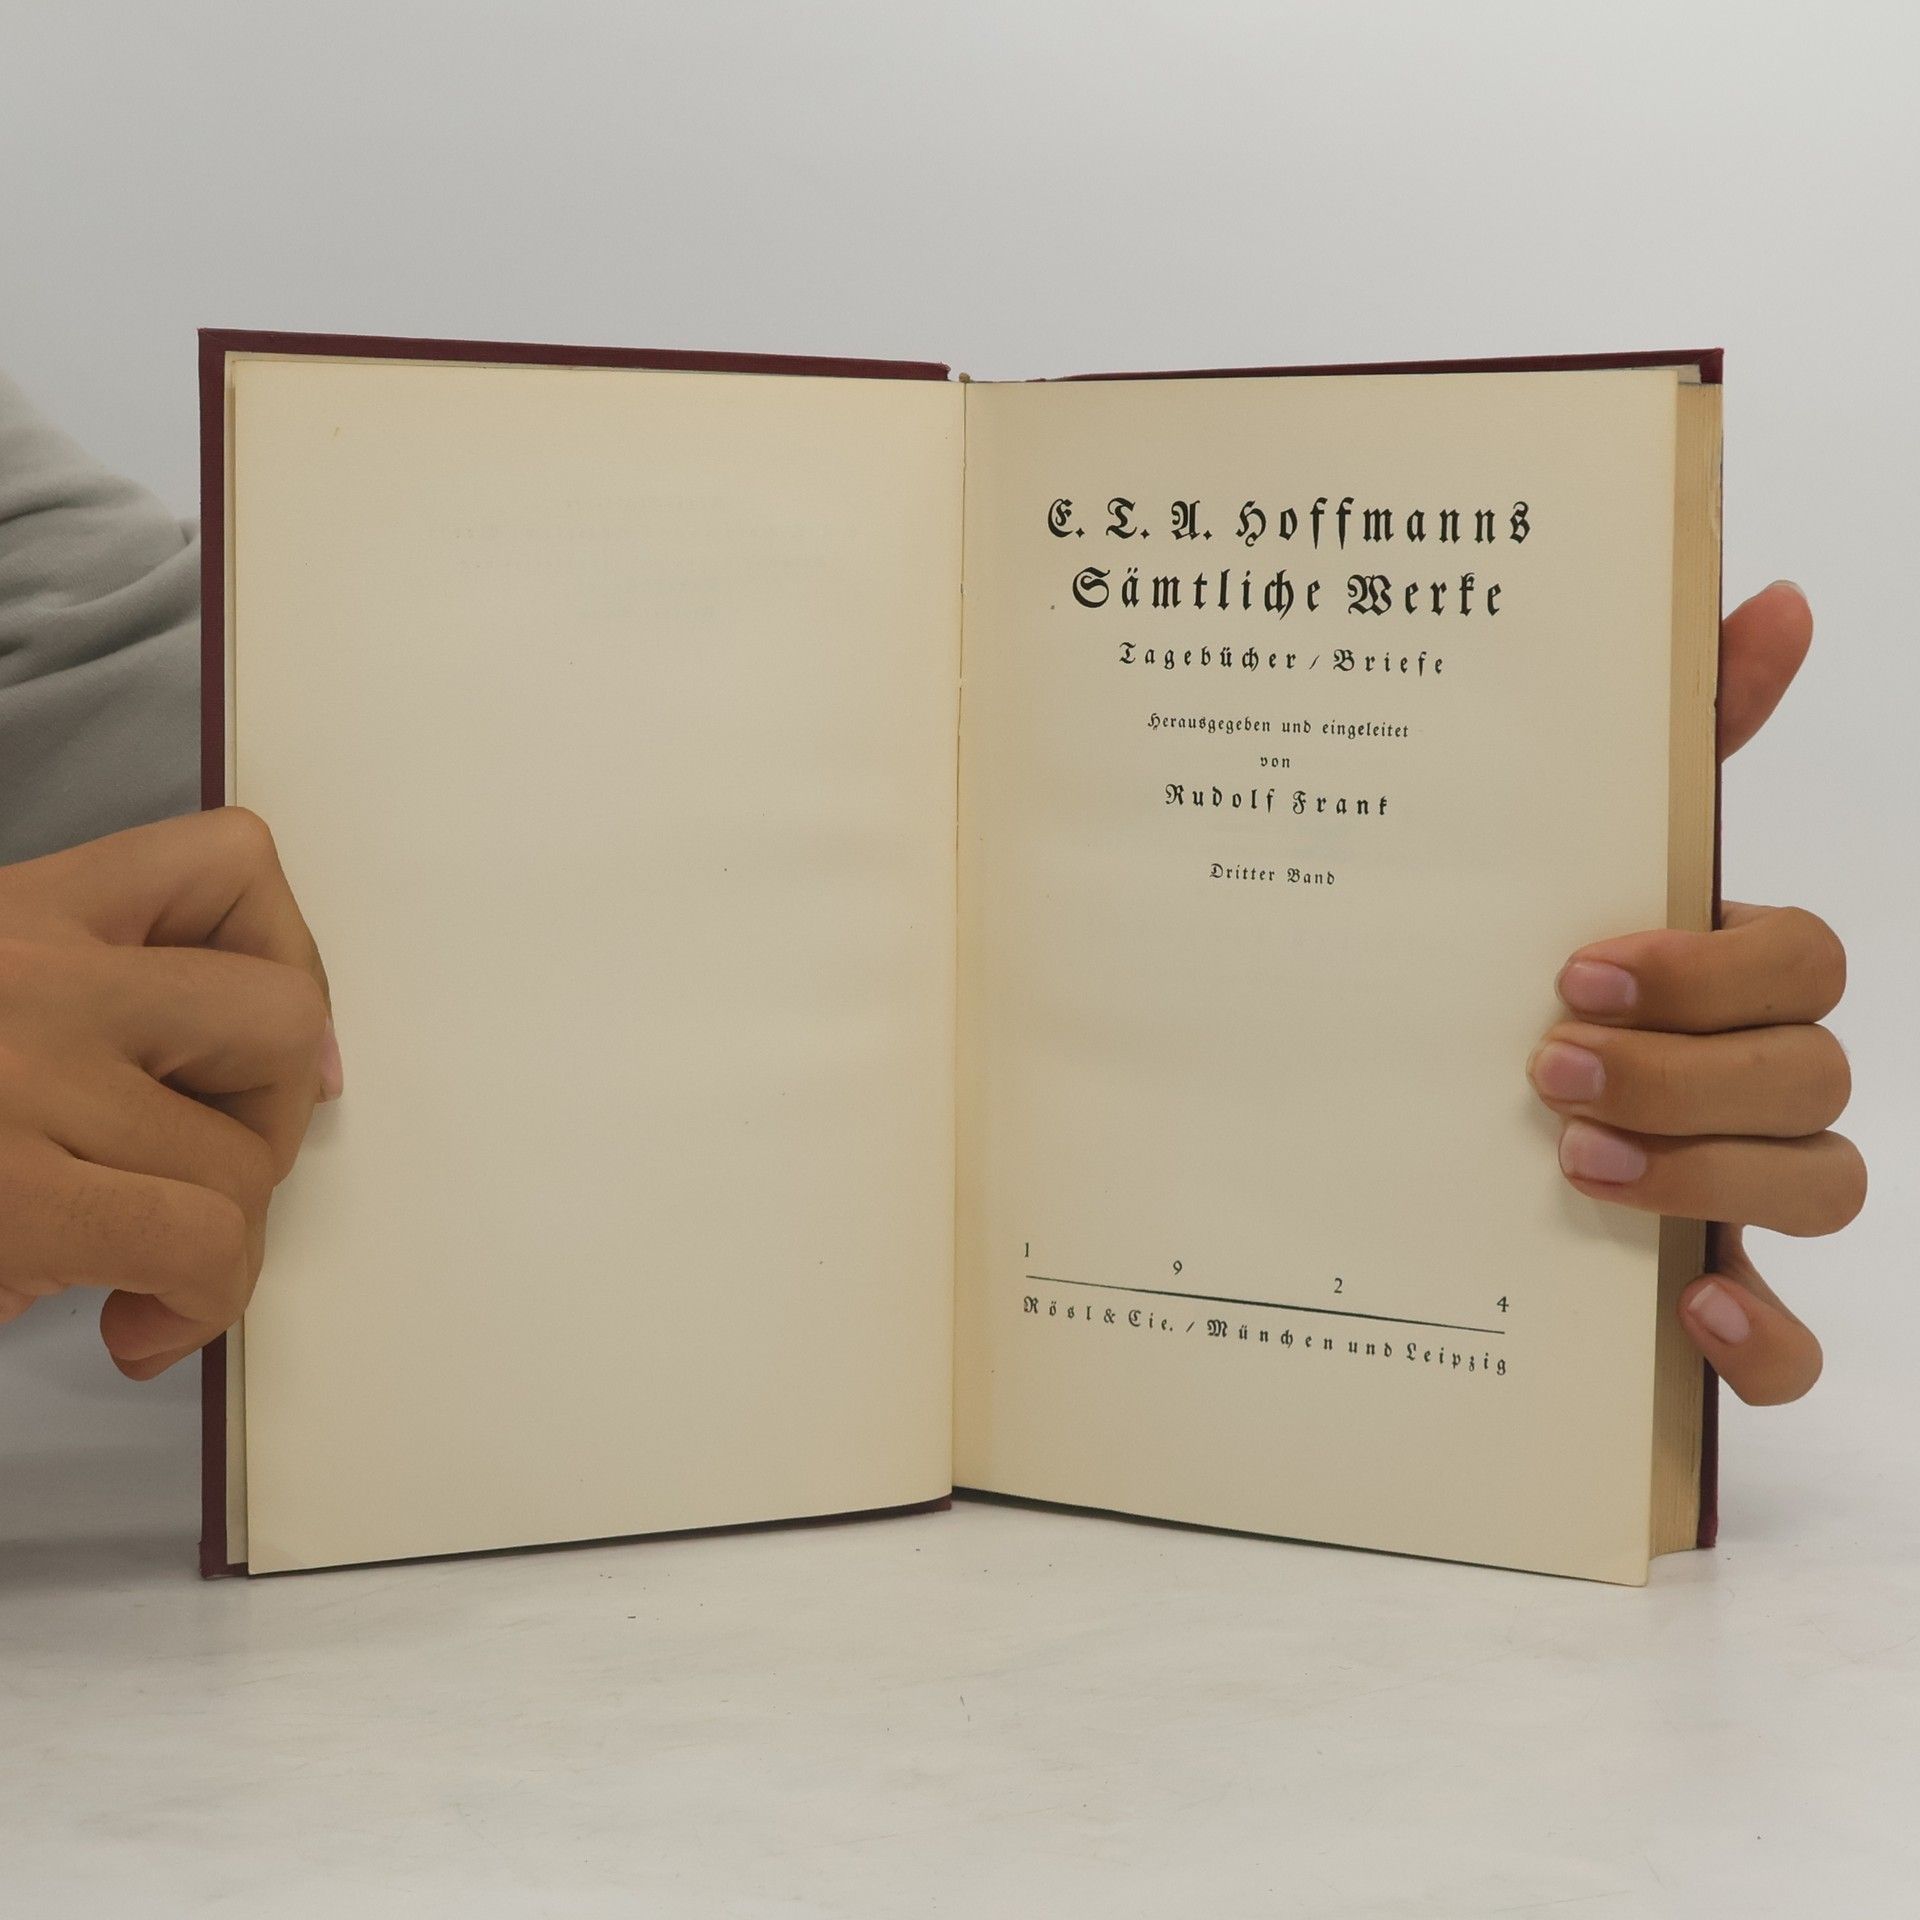 E. T. A. Hoffmanns
Sämtliche Werke
Tagebücher / Briefe
Herausgegeben und eingeleitet
von
Rudolf Frank
Dritter Band
1 9 2 4
Rösl & Cie. / München und Leipzig